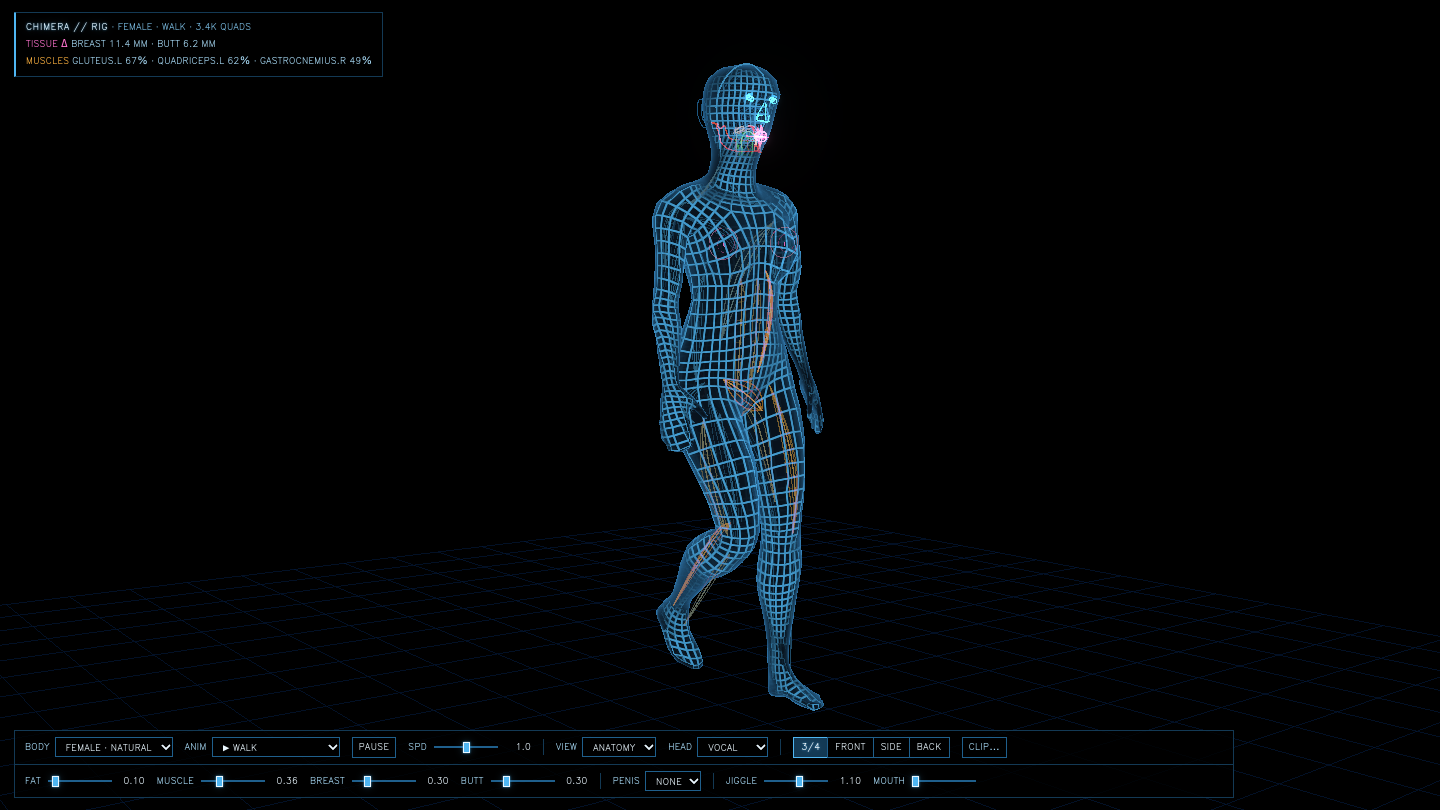 CHIMERA // RIG · FEMALE · WALK · 3.4K QUADS
TISSUE Δ BREAST 11.4 MM · BUTT 6.2 MM
MUSCLES GLUTEUS.L 67% · QUADRICEPS.L 62% · GASTROCNEMIUS.R 49%
BODY FEMALE · NATURAL ANIM ▶ WALK PAUSE SPD 1.0 VIEW ANATOMY HEAD VOCAL 3/4 FRONT SIDE BACK CLIP...
FAT 0.10 MUSCLE 0.36 BREAST 0.30 BUTT 0.30 PENIS NONE JIGGLE 1.10 MOUTH